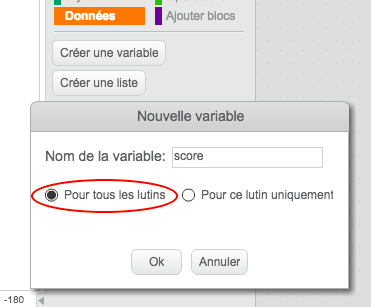 Données
Ajouter blocs
Créer une variable
Créer une liste
Nouvelle variable
Nom de la variable: score
Pour tous les lutins
Pour ce lutin uniquement
Ok
Annuler
-180